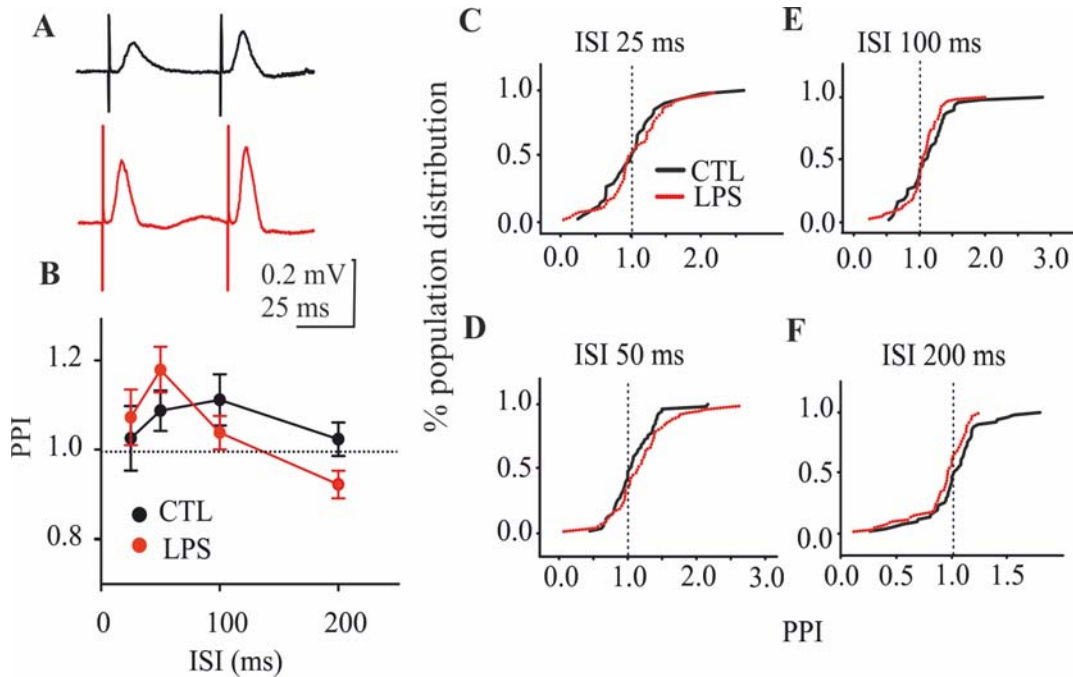 A
0.2 mV
25 ms
B
1.2
1.0
0.8
PPI
CTL
LPS
0
100
200
ISI (ms)
% population distribution
C
ISI 25 ms
1.0
0.5
0.0
CTL
LPS
0.0 1.0 2.0 3.0
D
ISI 50 ms
1.0
0.5
0.0
0.0 1.0 2.0 3.0
E
ISI 100 ms
1.0
0.5
0.0
0.0 1.0 2.0 3.0
F
ISI 200 ms
1.0
0.5
0.0
0.0 0.5 1.0 1.5
PPI